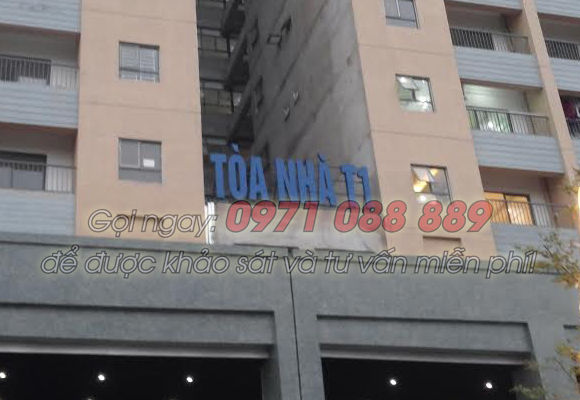 TÒA NHÀ T1
Gọi ngay: 0971 088 889
để được khảo sát và tư vấn miễn phí!